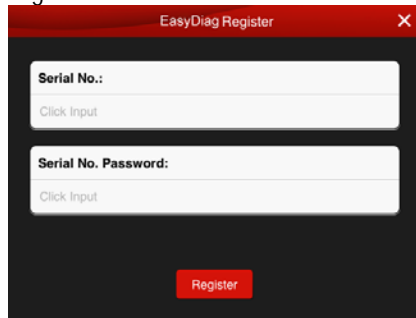 EasyDiag Register
Serial No.:
Click Input
Serial No. Password:
Click Input
Register